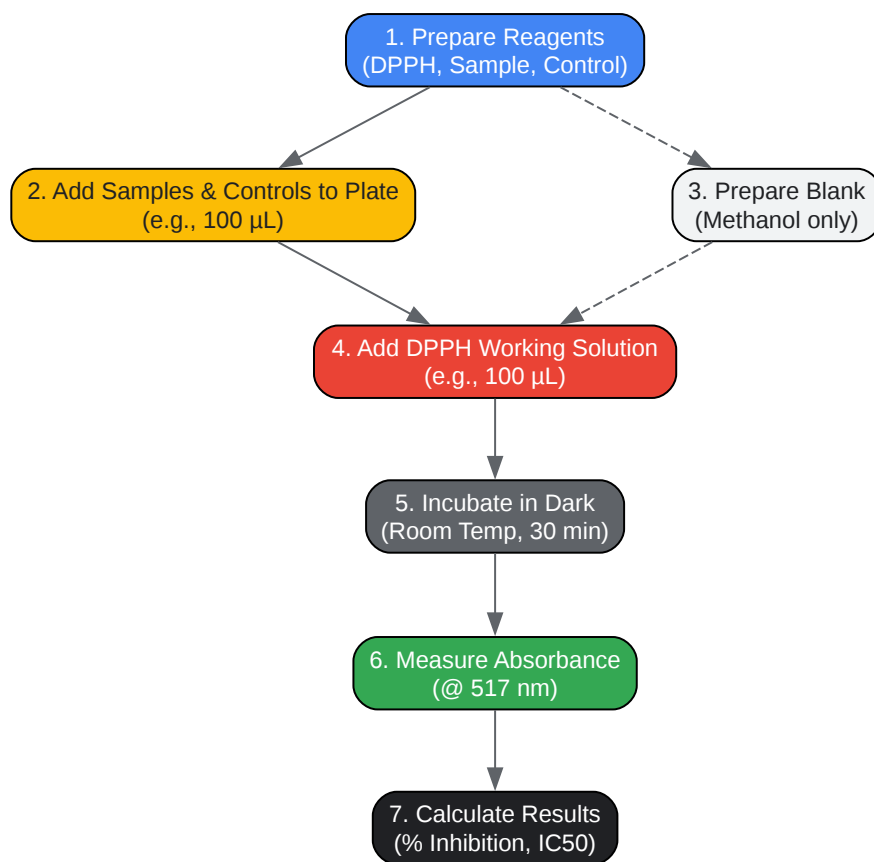 1. Prepare Reagents
(DPPH, Sample, Control)
2. Add Samples & Controls to Plate
(e.g., 100 µL)
3. Prepare Blank
(Methanol only)
4. Add DPPH Working Solution
(e.g., 100 µL)
5. Incubate in Dark
(Room Temp, 30 min)
6. Measure Absorbance
(@ 517 nm)
7. Calculate Results
(% Inhibition, IC50)